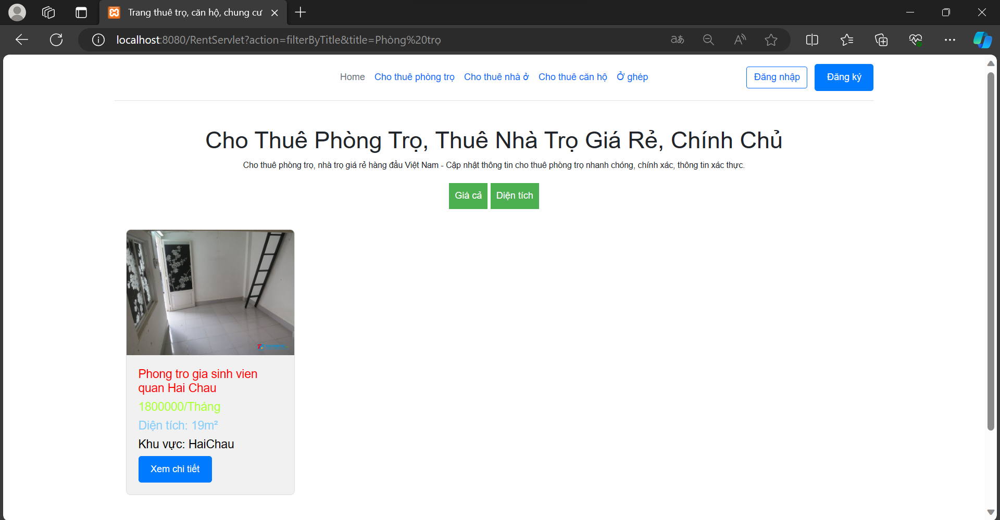 Trang thuê trọ, căn hộ, chung cư
localhost:8080/RentServlet?action=filterByTitle&title=Phòng%20trọ
Home Cho thuê phòng trọ Cho thuê nhà ở Cho thuê căn hộ Ở ghép Đăng nhập Đăng ký
Cho Thuê Phòng Trọ, Thuê Nhà Trọ Giá Rẻ, Chính Chủ
Cho thuê phòng trọ, nhà trọ giá rẻ hàng đầu Việt Nam - Cập nhật thông tin cho thuê phòng trọ nhanh chóng, chính xác, thông tin xác thực.
Giá cả Diện tích
Phong tro gia sinh vien
quan Hai Chau
1800000/Tháng
Diện tích: 19m²
Khu vực: HaiChau
Xem chi tiết